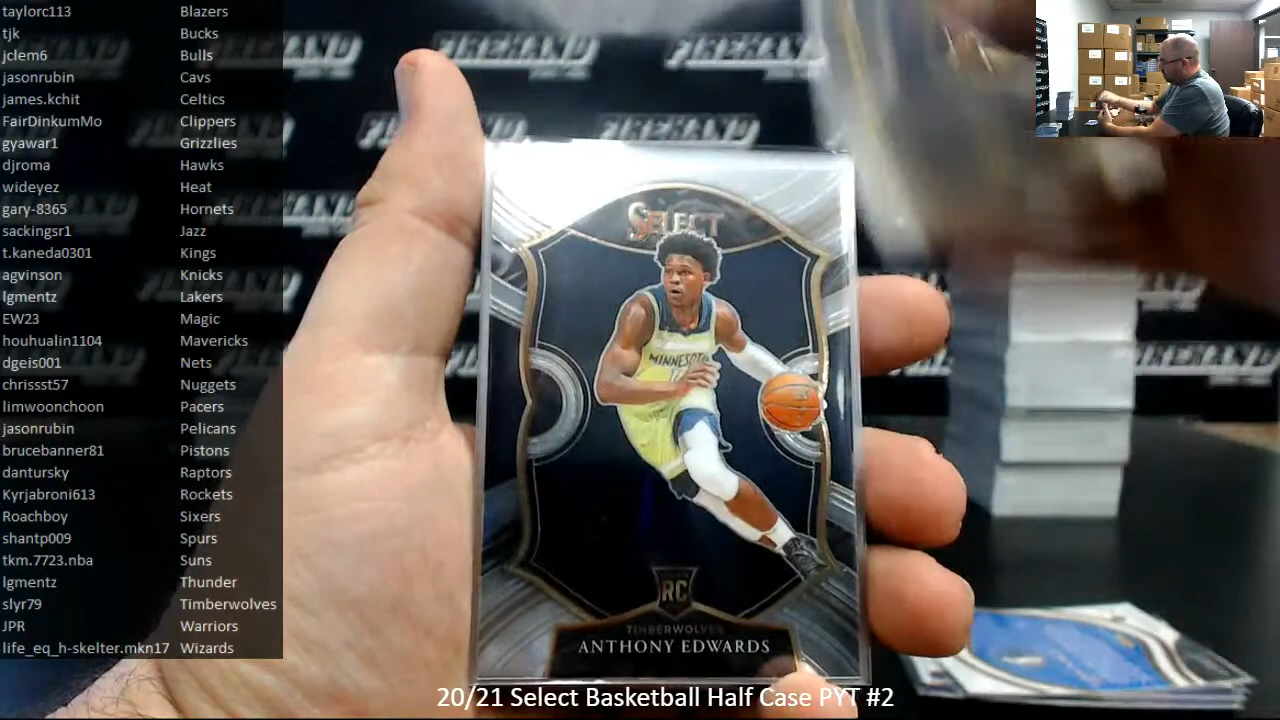 taylorc113 Blazers
tjk Bucks
jclem6 Bulls
jasonrubin Cavs
james.kchit Celtics
FairDinkumMo Clippers
gyawar1 Grizzlies
djroma Hawks
wideyez Heat
gary-8365 Hornets
sackingsr1 Jazz
t.kaneda0301 Kings
agvinson Knicks
lgmentz Lakers
EW23 Magic
houhualin1104 Mavericks
dgeis001 Nets
chrissst57 Nuggets
limwoonchoon Pacers
jasonrubin Pelicans
brucebanner81 Pistons
dantursky Raptors
Kyrjabroni613 Rockets
Roachboy Sixers
shantp009 Spurs
tkm.7723.nba Suns
lgmentz Thunder
slyr79 Timberwolves
JPR Warriors
life_eq_h-skelter.mkn17 Wizards
FIREHAND
FIREHAND
SELECT
MINNESOTA
RC
TIMBERWOLVES
ANTHONY EDWARDS
20/21 Select Basketball Half Case PYT #2